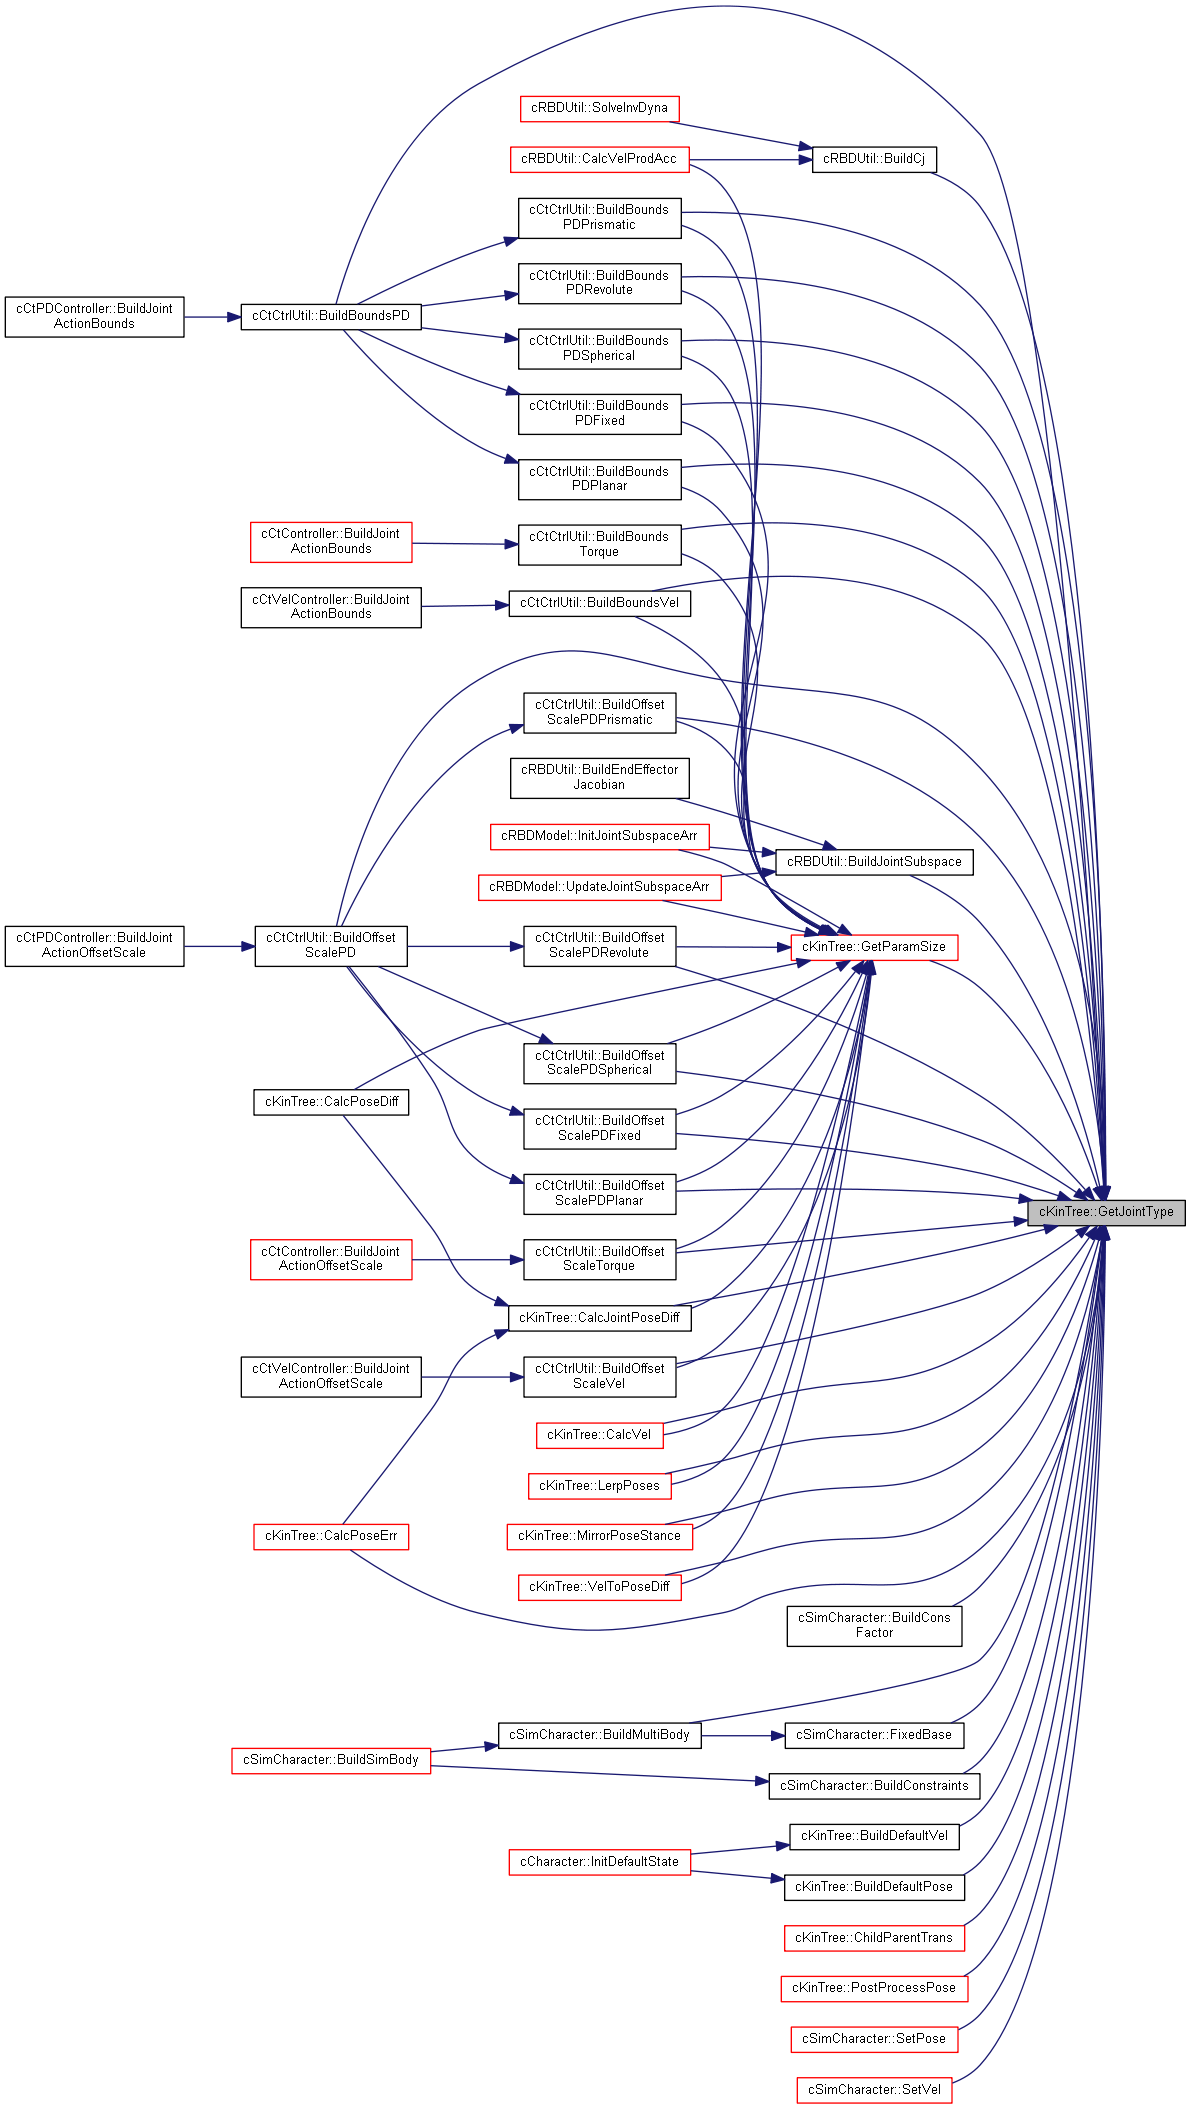 cRBDUtil::SolveInvDyna
cRBDUtil::CalcVelProdAcc
cRBDUtil::BuildCj
cCtCtrlUtil::BuildBounds
PDPrismatic
cCtCtrlUtil::BuildBounds
PDRevolute
cCtPDController::BuildJoint
ActionBounds
cCtCtrlUtil::BuildBoundsPD
cCtCtrlUtil::BuildBounds
PDSpherical
cCtCtrlUtil::BuildBounds
PDFixed
cCtCtrlUtil::BuildBounds
PDPlanar
cCtController::BuildJoint
ActionBounds
cCtCtrlUtil::BuildBounds
Torque
cCtVelController::BuildJoint
ActionBounds
cCtCtrlUtil::BuildBoundsVel
cCtCtrlUtil::BuildOffset
ScalePDPrismatic
cRBDUtil::BuildEndEffector
Jacobian
cRBDModel::InitJointSubspaceArr
cRBDUtil::BuildJointSubspace
cRBDModel::UpdateJointSubspaceArr
cCtPDController::BuildJoint
ActionOffsetScale
cCtCtrlUtil::BuildOffset
ScalePD
cCtCtrlUtil::BuildOffset
ScalePDRevolute
cKinTree::GetParamSize
cCtCtrlUtil::BuildOffset
ScalePDSpherical
cKinTree::CalcPoseDiff
cCtCtrlUtil::BuildOffset
ScalePDFixed
cCtCtrlUtil::BuildOffset
ScalePDPlanar
cKinTree::GetJointType
cCtController::BuildJoint
ActionOffsetScale
cCtCtrlUtil::BuildOffset
ScaleTorque
cKinTree::CalcJointPoseDiff
cCtVelController::BuildJoint
ActionOffsetScale
cCtCtrlUtil::BuildOffset
ScaleVel
cKinTree::CalcVel
cKinTree::LerpPoses
cKinTree::CalcPoseErr
cKinTree::MirrorPoseStance
cKinTree::VelToPoseDiff
cSimCharacter::BuildCons
Factor
cSimCharacter::BuildMultiBody
cSimCharacter::FixedBase
cSimCharacter::BuildSimBody
cSimCharacter::BuildConstraints
cKinTree::BuildDefaultVel
cCharacter::InitDefaultState
cKinTree::BuildDefaultPose
cKinTree::ChildParentTrans
cKinTree::PostProcessPose
cSimCharacter::SetPose
cSimCharacter::SetVel